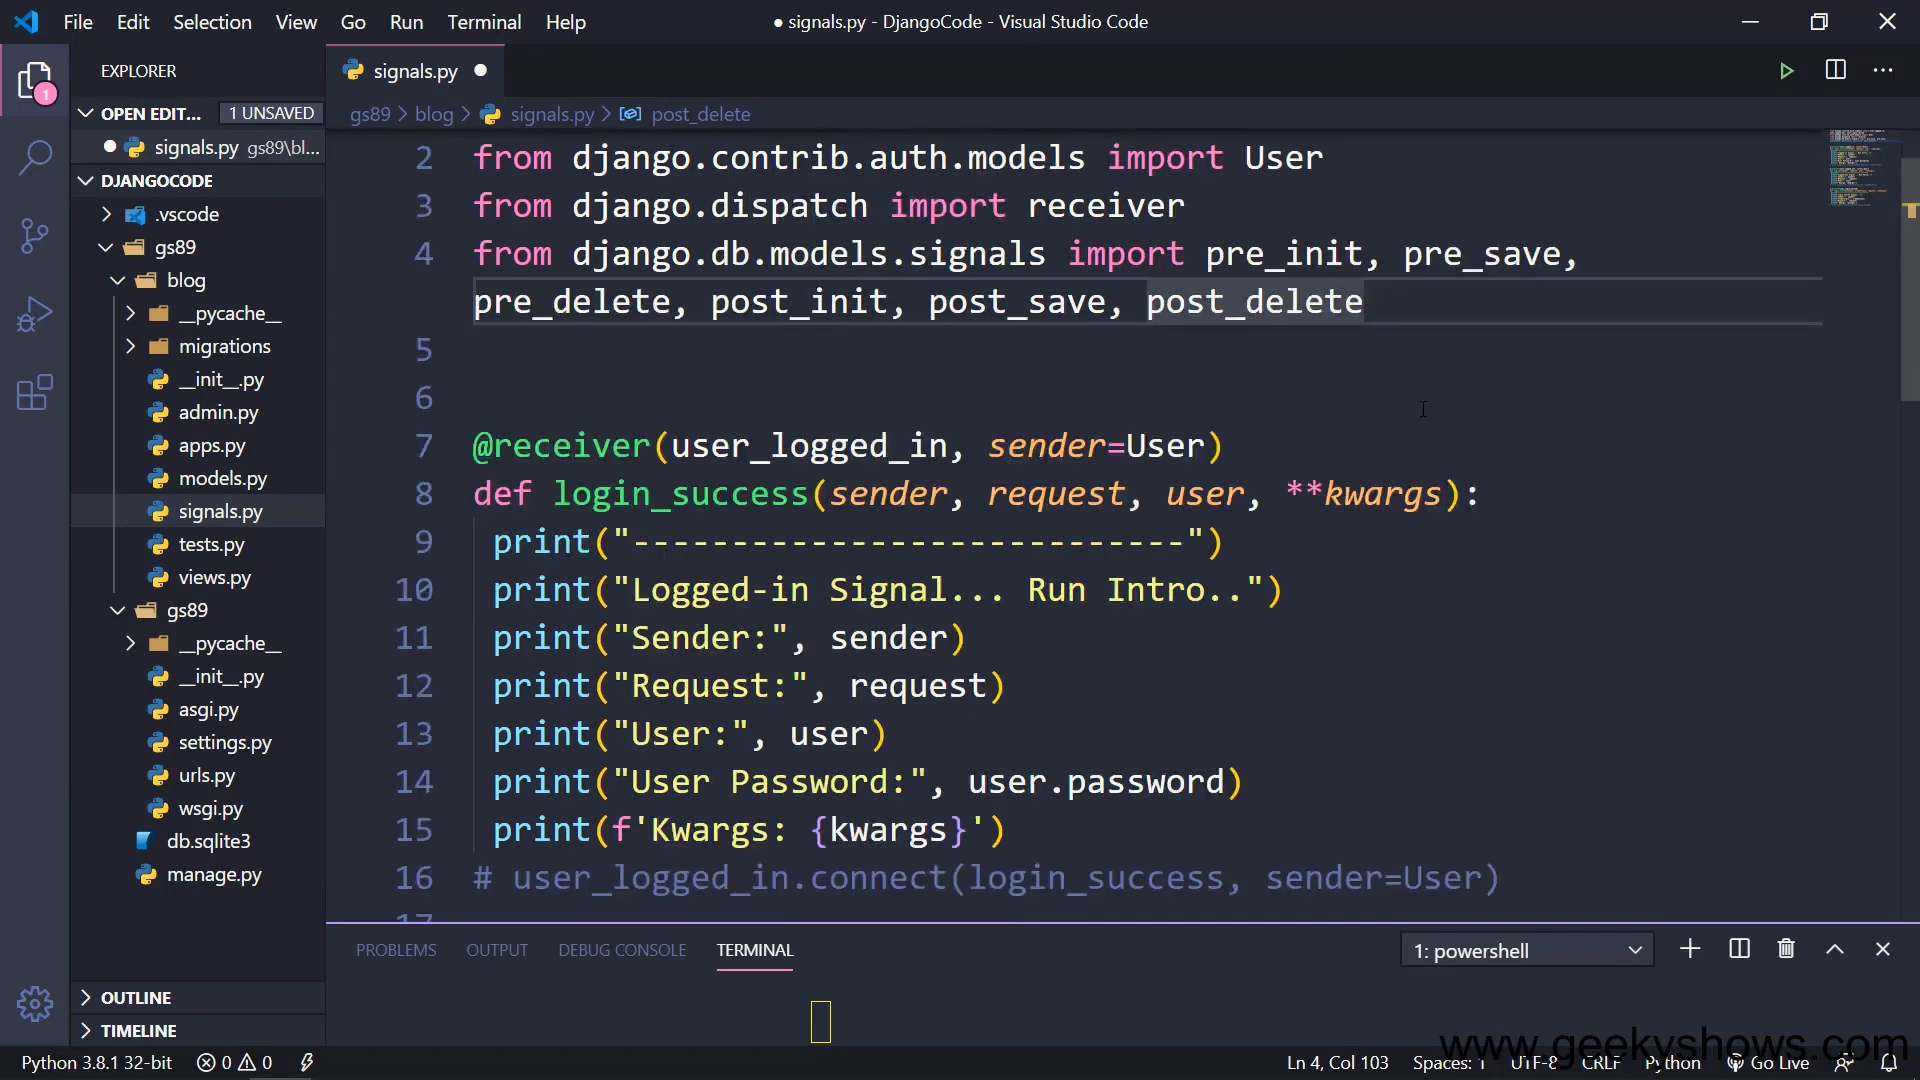 File Edit Selection View Go Run Terminal Help
● signals.py - DjangoCode - Visual Studio Code
EXPLORER
1
OPEN EDIT... 1 UNSAVED
signals.py gs89\bl...
DJANGOCODE
.vscode
gs89
blog
__pycache__
migrations
__init__.py
admin.py
apps.py
models.py
signals.py
tests.py
views.py
gs89
__pycache__
__init__.py
asgi.py
settings.py
urls.py
wsgi.py
db.sqlite3
manage.py
OUTLINE
TIMELINE
signals.py
gs89 > blog > signals.py > post_delete
2 from django.contrib.auth.models import User
3 from django.dispatch import receiver
4 from django.db.models.signals import pre_init, pre_save,
pre_delete, post_init, post_save, post_delete
5
6
7 @receiver(user_logged_in, sender=User)
8 def login_success(sender, request, user, **kwargs):
9 print("----------------------------")
10 print("Logged-in Signal... Run Intro..")
11 print("Sender:", sender)
12 print("Request:", request)
13 print("User:", user)
14 print("User Password:", user.password)
15 print(f'Kwargs: {kwargs}')
16 # user_logged_in.connect(login_success, sender=User)
17
PROBLEMS OUTPUT DEBUG CONSOLE TERMINAL
1: powershell
www.geekyshows.com
Python 3.8.1 32-bit 0 0
Ln 4, Col 103 Spaces: 1 UTF-8 CRLF Python Go Live